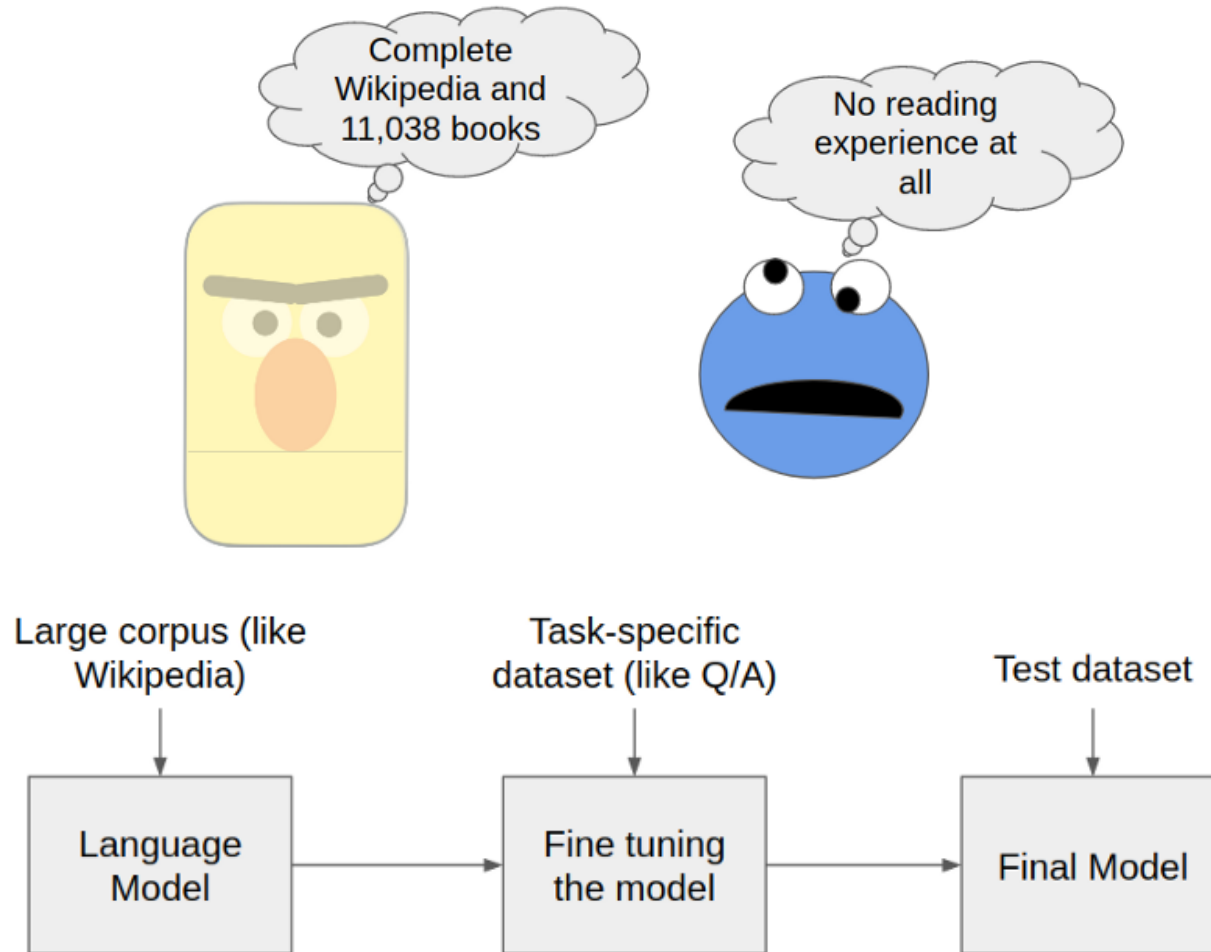 Complete
Wikipedia and
11,038 books
No reading
experience at
all
Large corpus (like
Wikipedia)
Task-specific
dataset (like Q/A)
Test dataset
Language
Model
Fine tuning
the model
Final Model